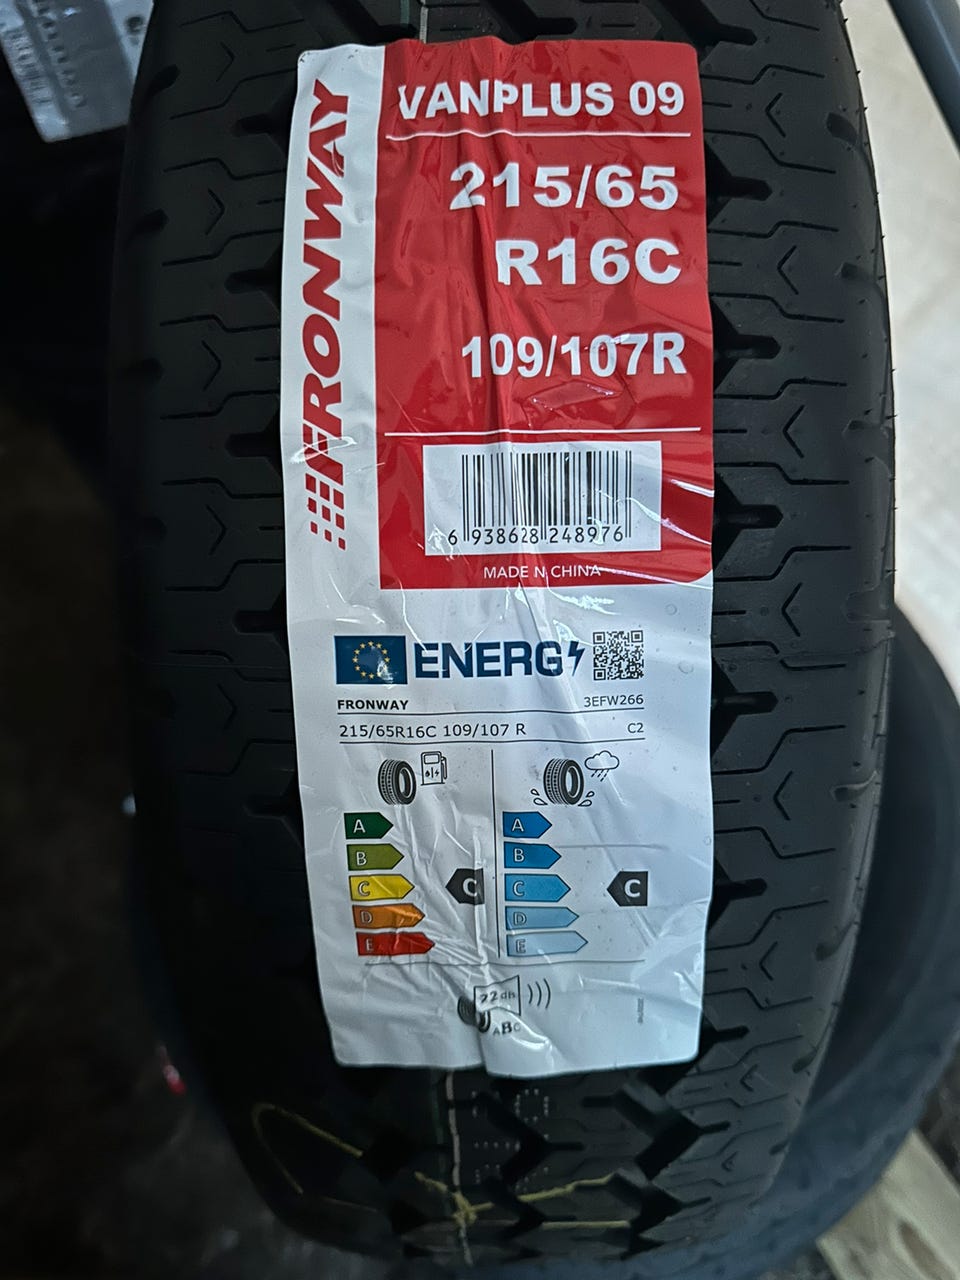 FRONWAY
VANPLUS 09
215/65
R16C
109/107R
6 938628 248976
MADE IN CHINA
ENERG
FRONWAY 3EFW266
215/65R16C 109/107 R C2
A A
B B
C C C C
D D
E E
72dB
ABC